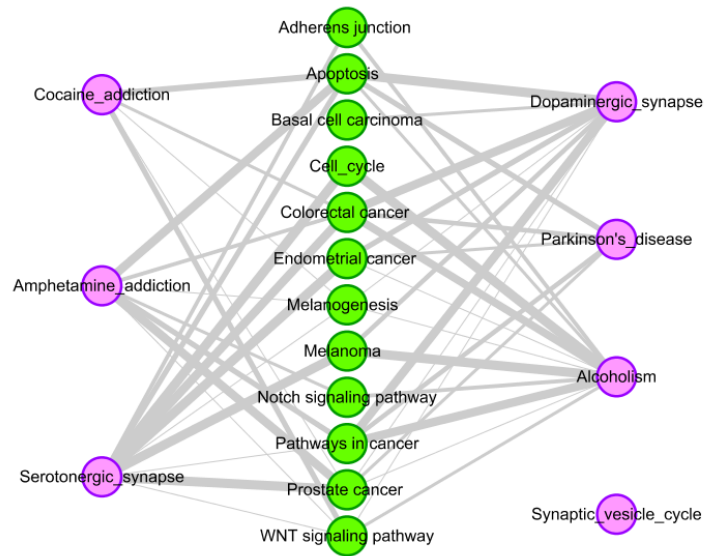 Adherens junction
Apoptosis
Cocaine_addiction
Dopaminergic_synapse
Basal cell carcinoma
Cell_cycle
Colorectal cancer
Parkinson's_disease
Endometrial cancer
Amphetamine_addiction
Melanogenesis
Melanoma
Alcoholism
Notch signaling pathway
Pathways in cancer
Serotonergic_synapse
Prostate cancer
Synaptic_vesicle_cycle
WNT signaling pathway